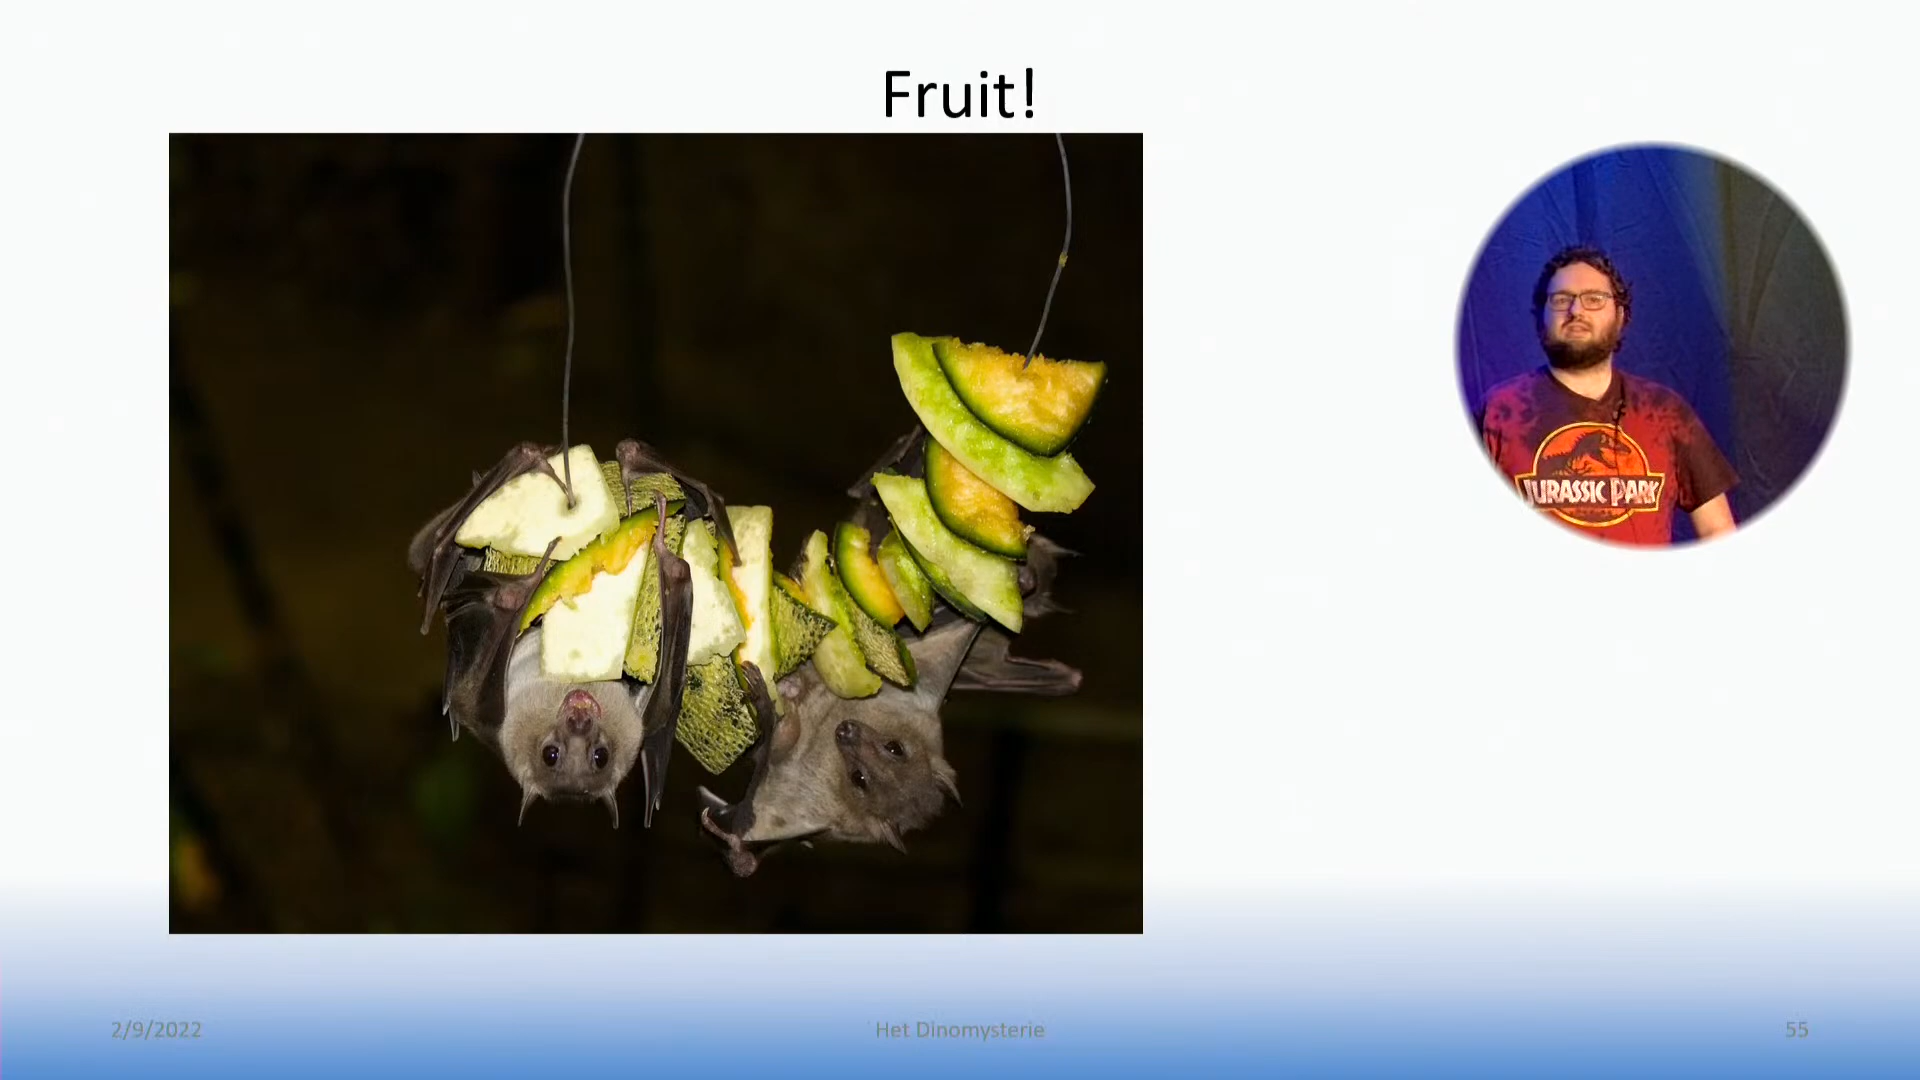 Fruit!
JURASSIC PARK
2/9/2022
Het Dinomysterie
55